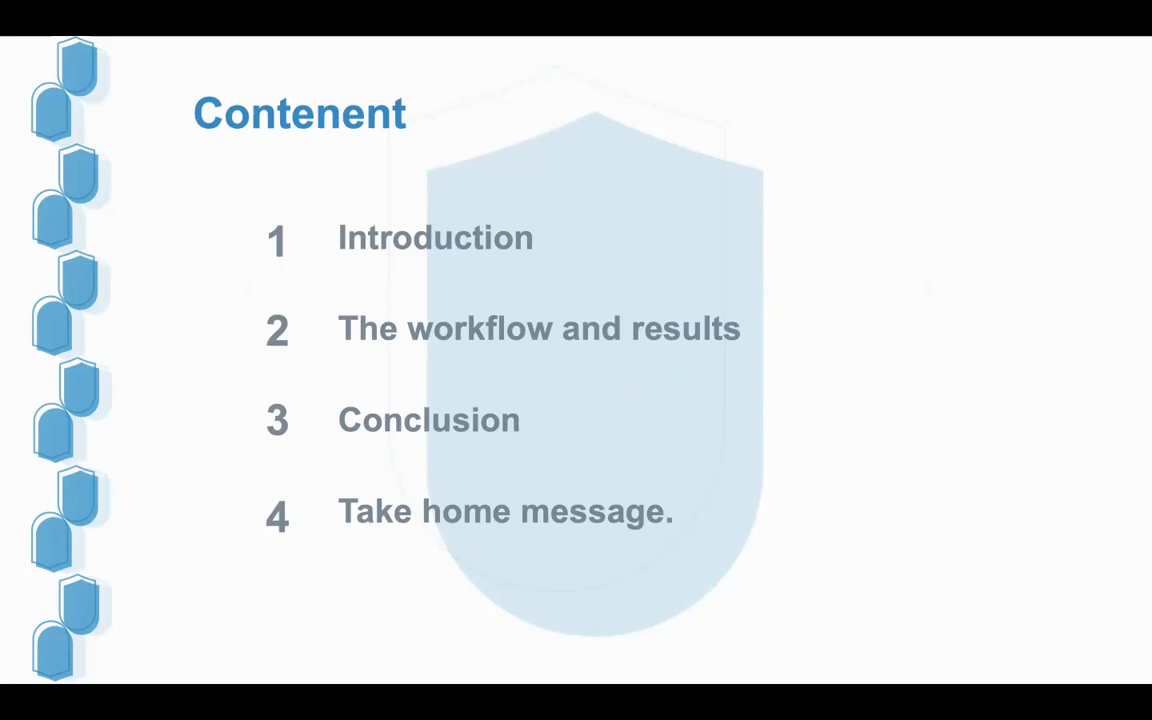 Contenent
1 Introduction
2 The workflow and results
3 Conclusion
4 Take home message.